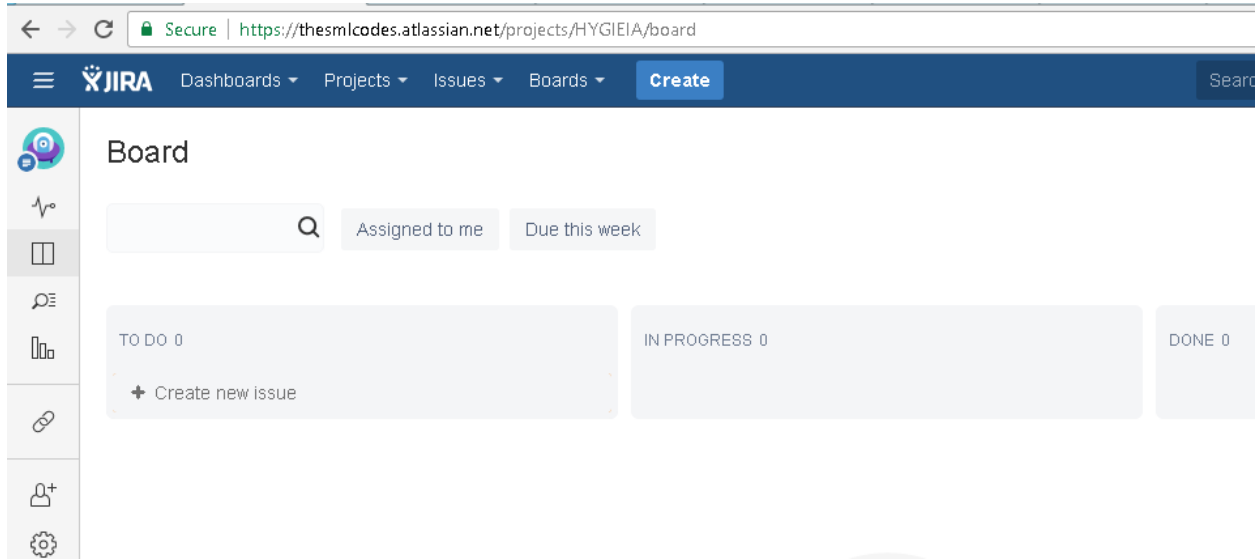 Secure | https://thesmlcodes.atlassian.net/projects/HYGIEIA/board
JIRA Dashboards Projects Issues Boards Create Searc
Board
Assigned to me Due this week
TO DO 0 IN PROGRESS 0 DONE 0
+ Create new issue